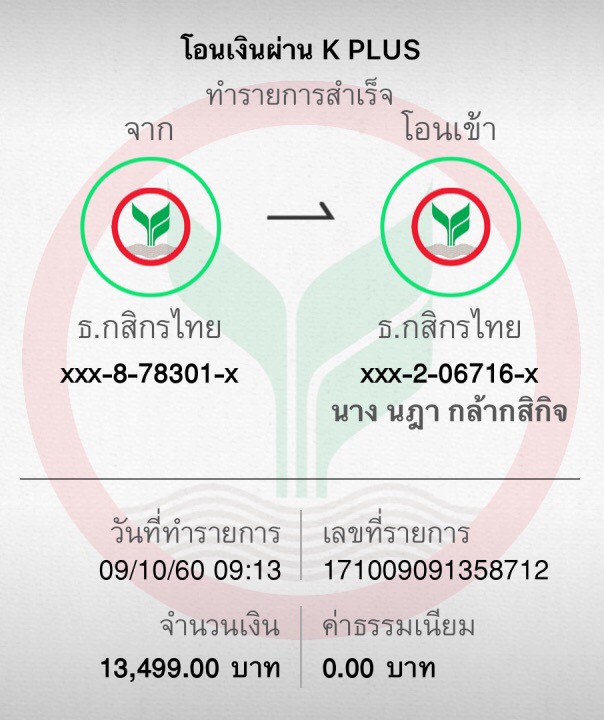 โอนเงินผ่าน K PLUS
ทำรายการสำเร็จ
จาก
โอนเข้า
ธ.กสิกรไทย
ธ.กสิกรไทย
xxx-8-78301-x
xxx-2-06716-x
นาง นฎา กล้ากสิกิจ
วันที่ทำรายการ
เลขที่รายการ
09/10/60 09:13
171009091358712
จำนวนเงิน
ค่าธรรมเนียม
13,499.00 บาท
0.00 บาท